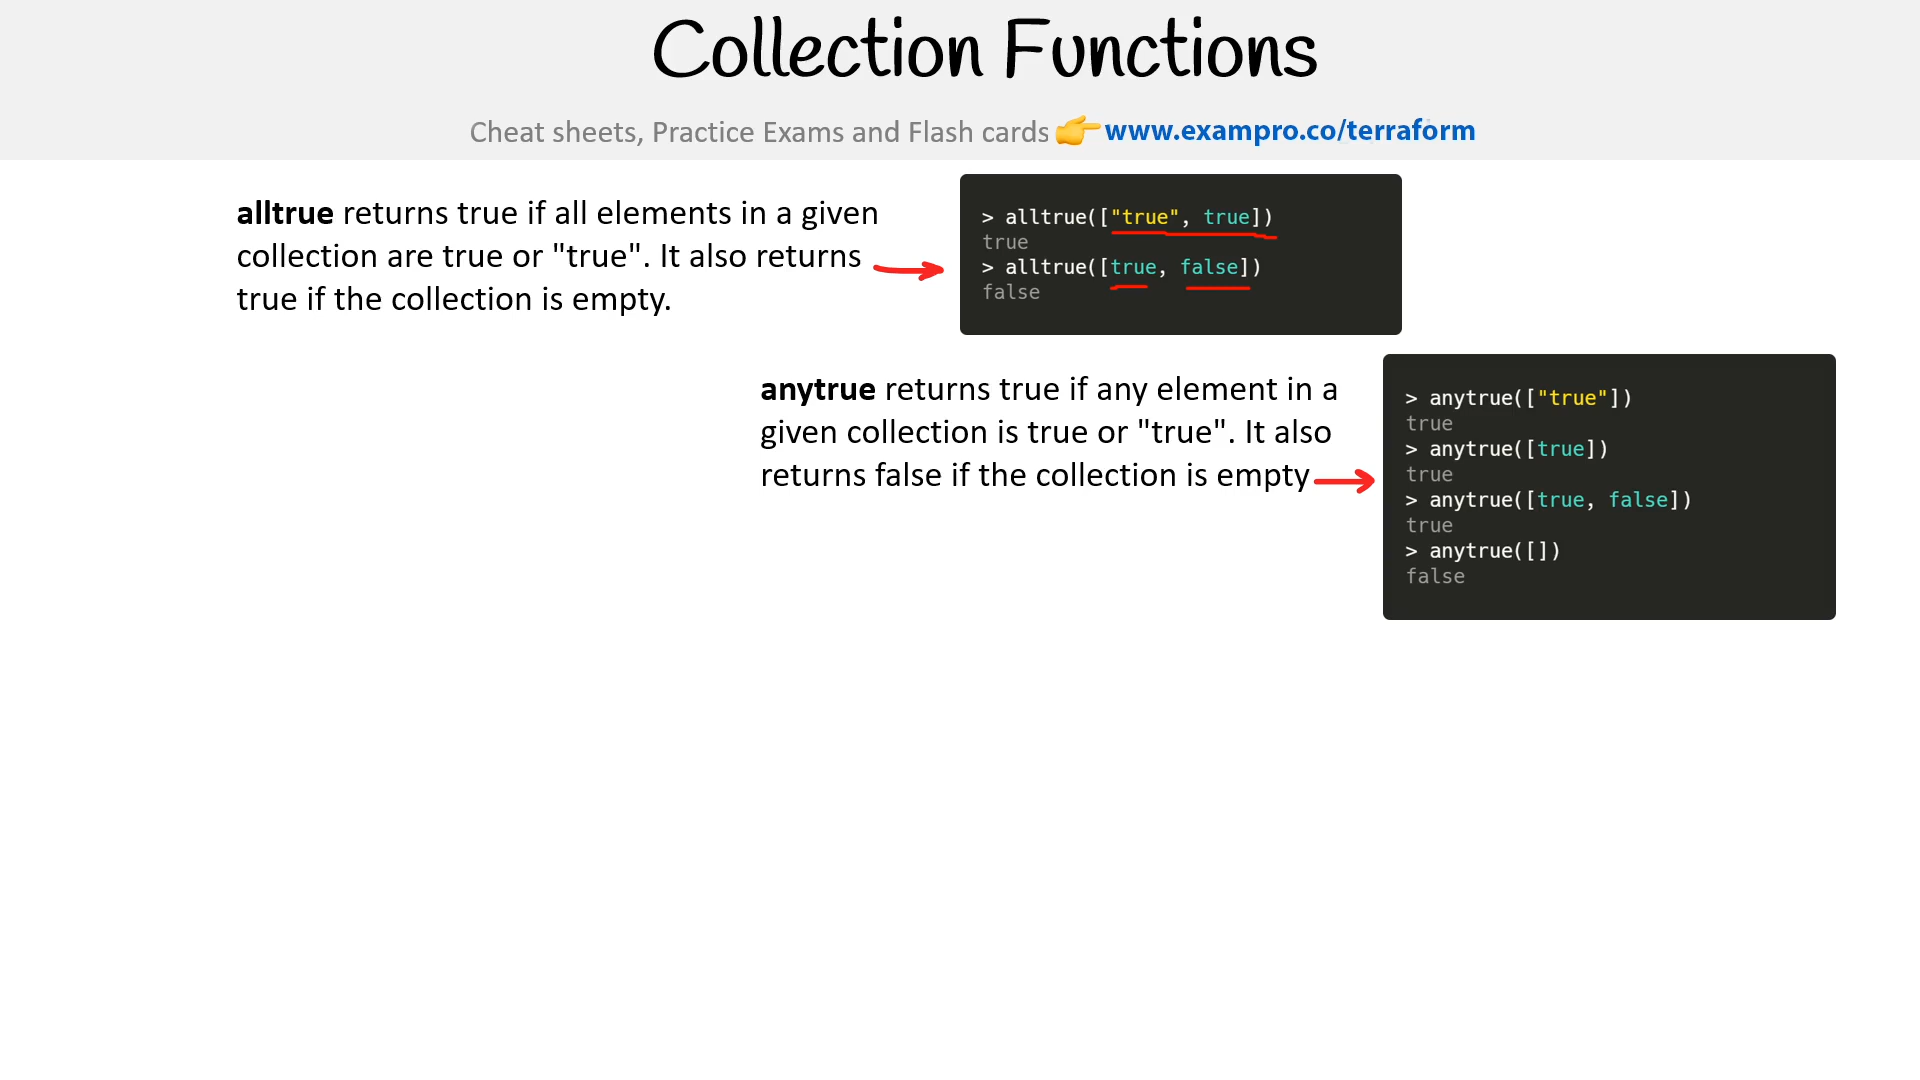 Collection Functions
Cheat sheets, Practice Exams and Flash cards 👉 www.exampro.co/terraform
alltrue returns true if all elements in a given
collection are true or "true". It also returns
true if the collection is empty.
> alltrue(["true", true])
true
> alltrue([true, false])
false
anytrue returns true if any element in a
given collection is true or "true". It also
returns false if the collection is empty
> anytrue(["true"])
true
> anytrue([true])
true
> anytrue([true, false])
true
> anytrue([])
false